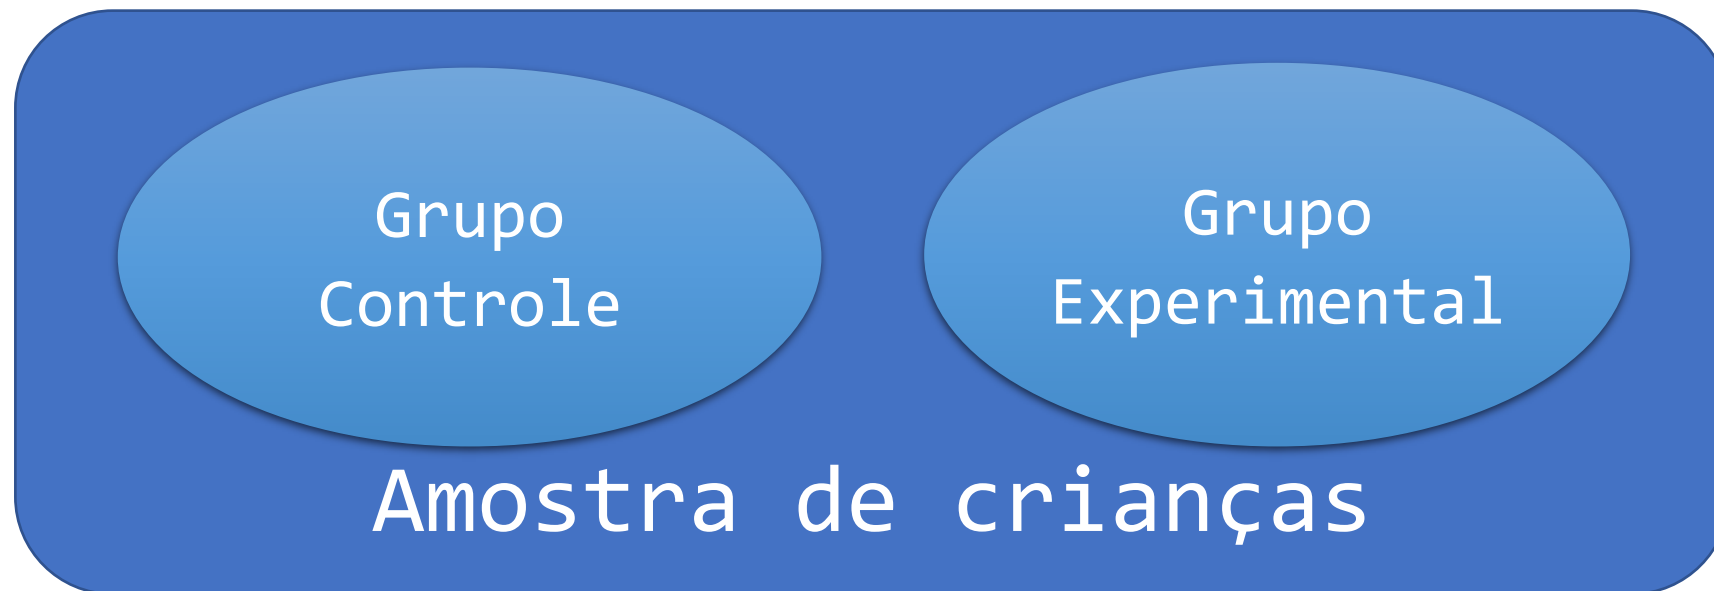 Grupo
Controle
Grupo
Experimental
Amostra de crianças